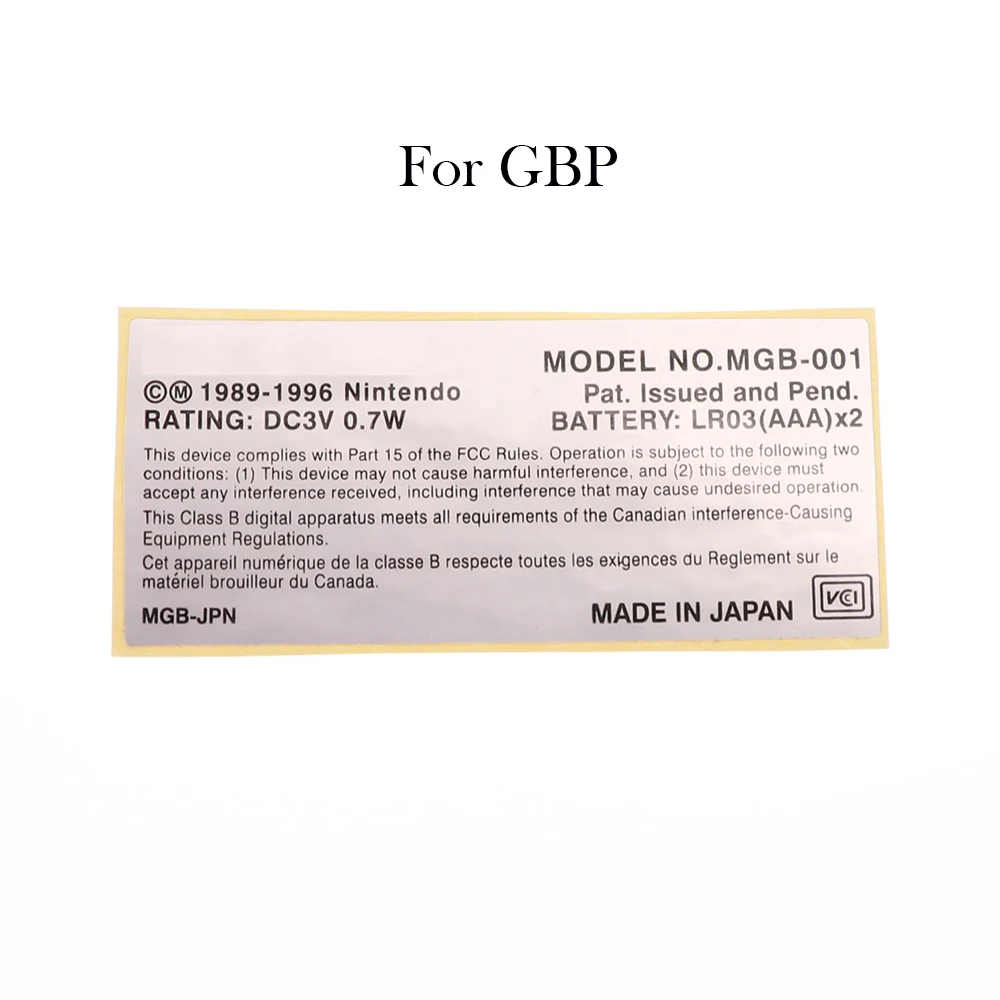 For GBP
MODEL NO.MGB-001
©Ⓜ 1989-1996 Nintendo Pat. Issued and Pend.
RATING: DC3V 0.7W BATTERY: LR03(AAA)x2
This device complies with Part 15 of the FCC Rules. Operation is subject to the following two
conditions: (1) This device may not cause harmful interference, and (2) this device must
accept any interference received, including interference that may cause undesired operation.
This Class B digital apparatus meets all requirements of the Canadian interference-Causing
Equipment Regulations.
Cet appareil numérique de la classe B respecte toutes les exigences du Reglement sur le
matériel brouilleur du Canada.
MGB-JPN MADE IN JAPAN VCI